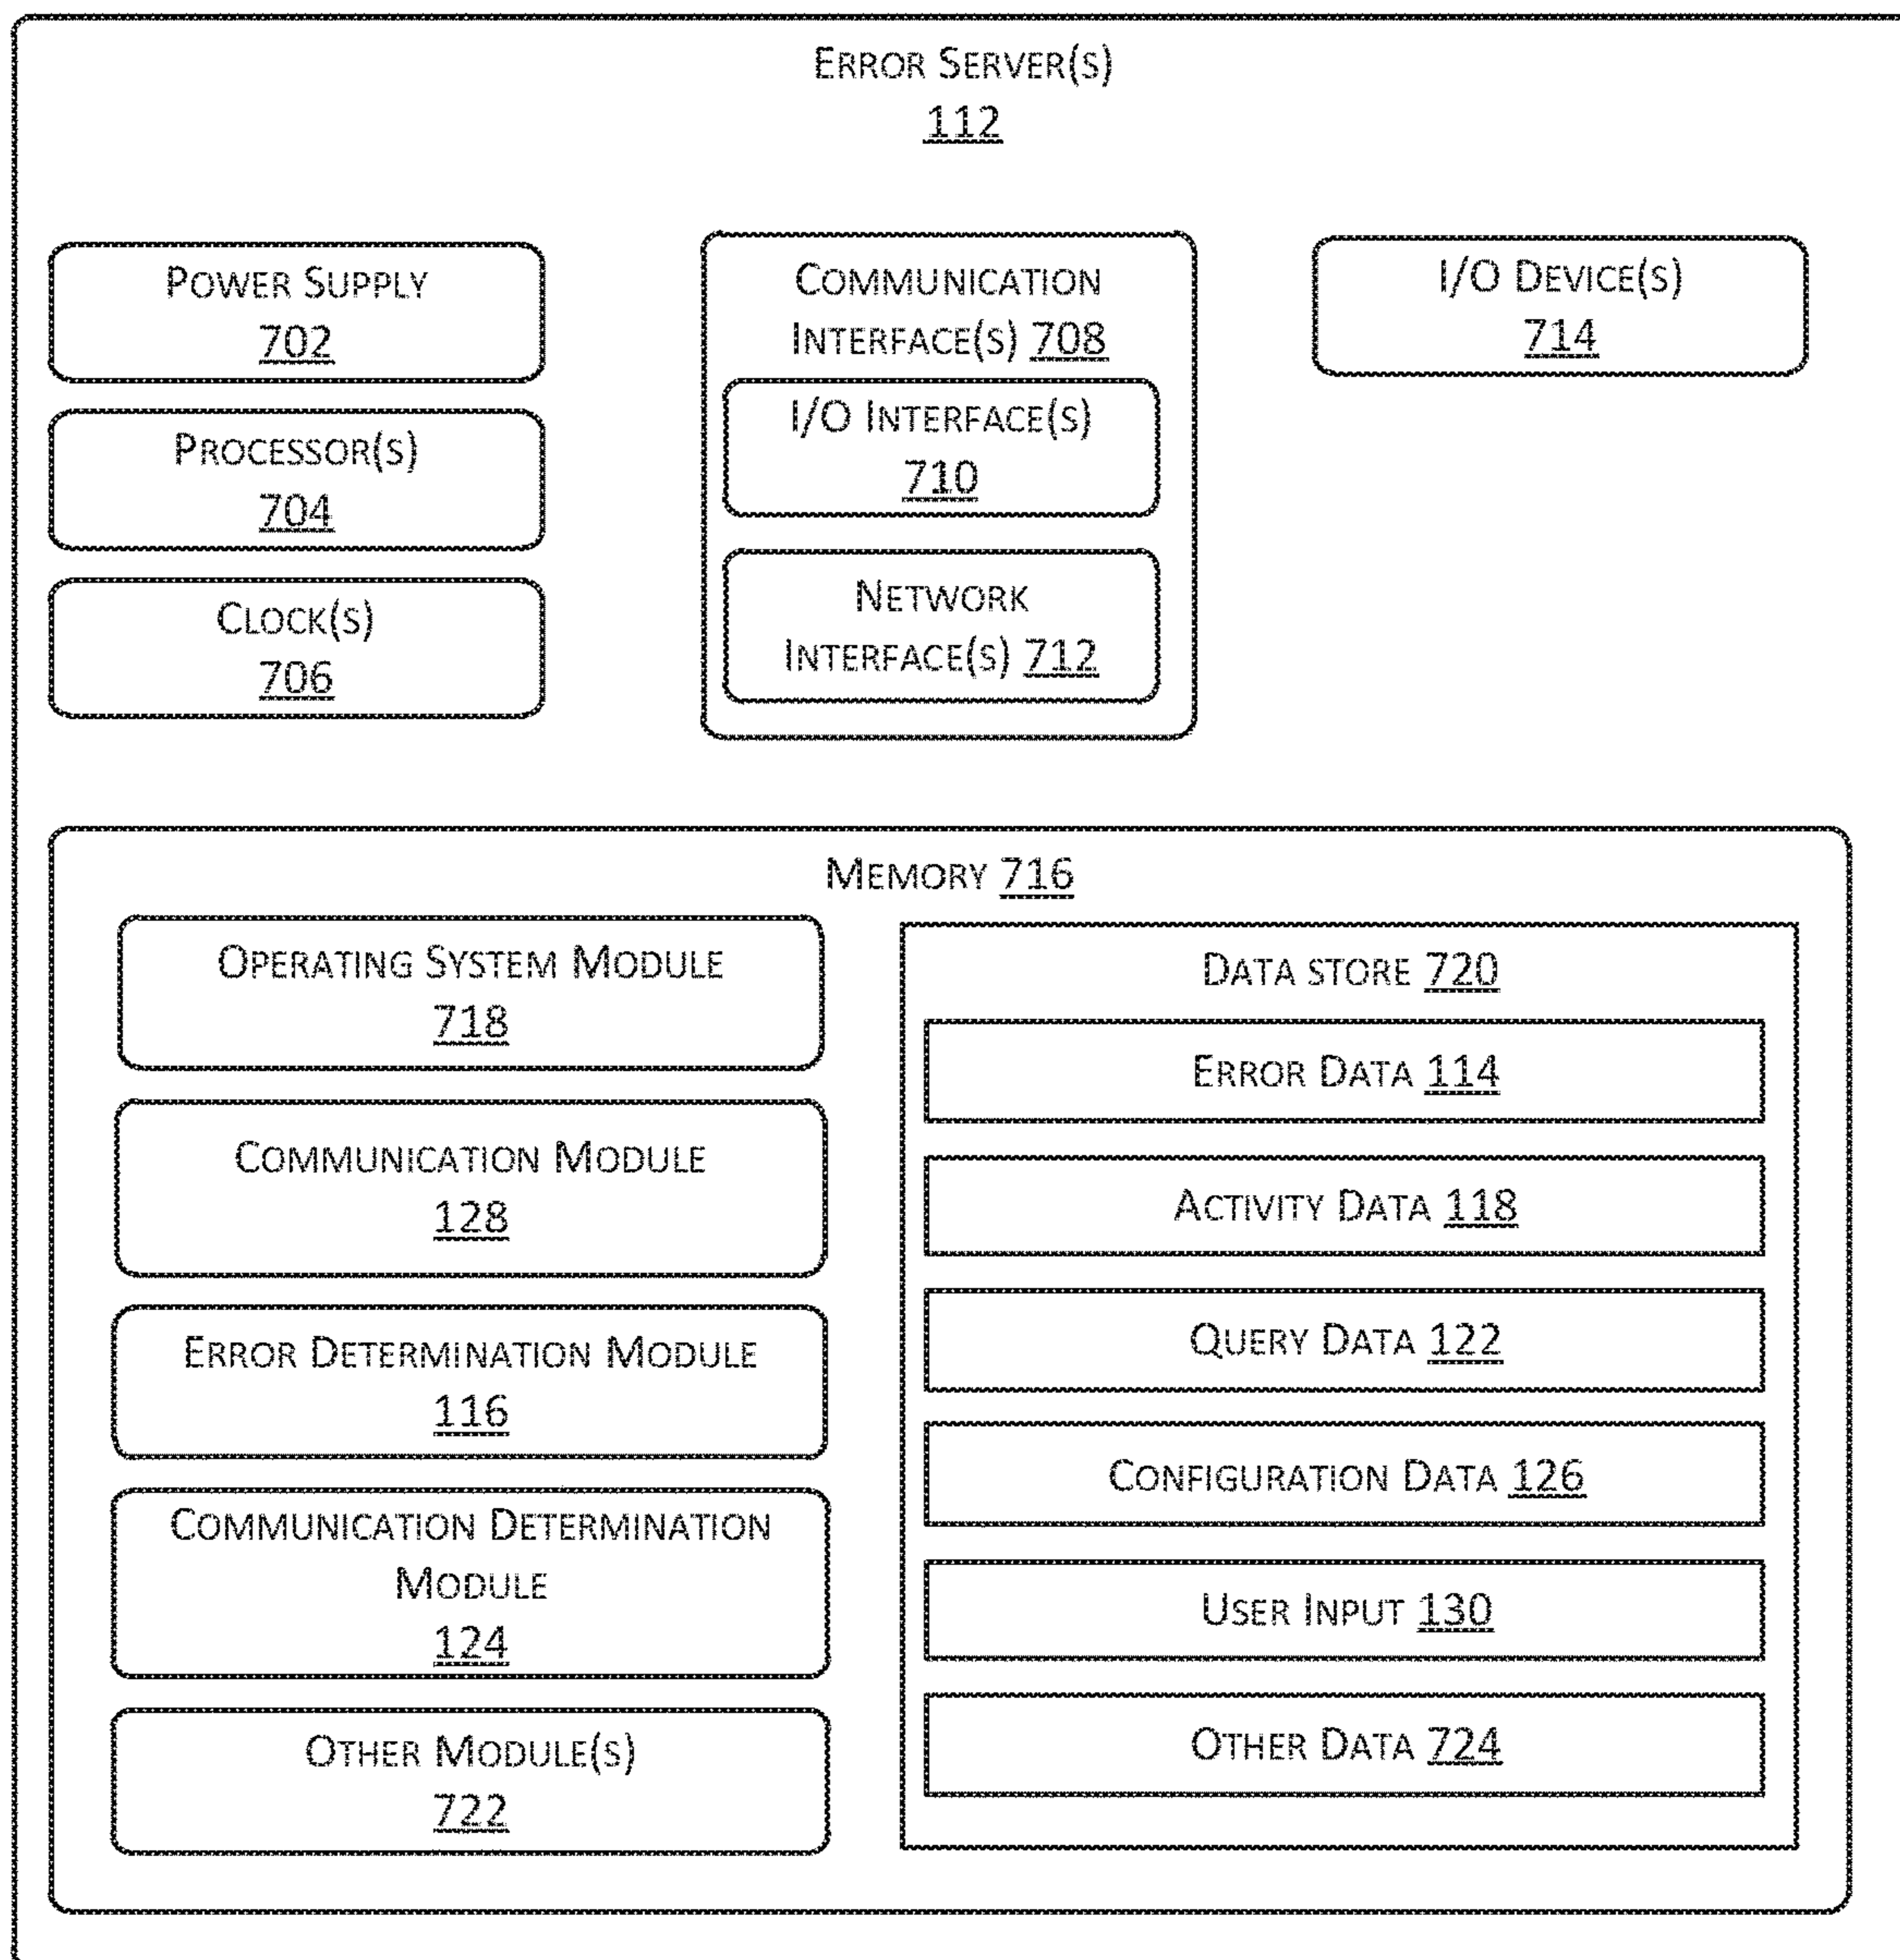 ERROR SERVER(S)
112
POWER SUPPLY
702
PROCESSOR(S)
704
CLOCK(S)
706
COMMUNICATION
INTERFACE(S) 708
I/O INTERFACE(S)
710
NETWORK
INTERFACE(S) 712
I/O DEVICE(S)
714
MEMORY 716
OPERATING SYSTEM MODULE
718
COMMUNICATION MODULE
128
ERROR DETERMINATION MODULE
116
COMMUNICATION DETERMINATION
MODULE
124
OTHER MODULE(S)
722
DATA STORE 720
ERROR DATA 114
ACTIVITY DATA 118
QUERY DATA 122
CONFIGURATION DATA 126
USER INPUT 130
OTHER DATA 724